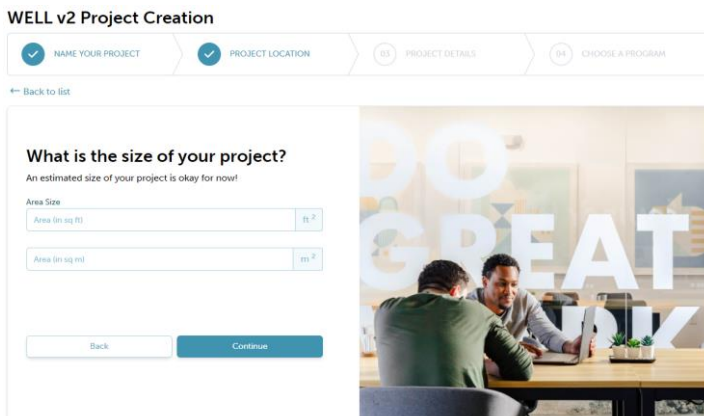 WELL v2 Project Creation
NAME YOUR PROJECT
PROJECT LOCATION
03 PROJECT DETAILS
04 CHOOSE A PROGRAM
← Back to list
What is the size of your project?
An estimated size of your project is okay for now!
Area Size
Area (in sq ft)
ft²
Area (in sq m)
m²
Back
Continue
DO
GREAT